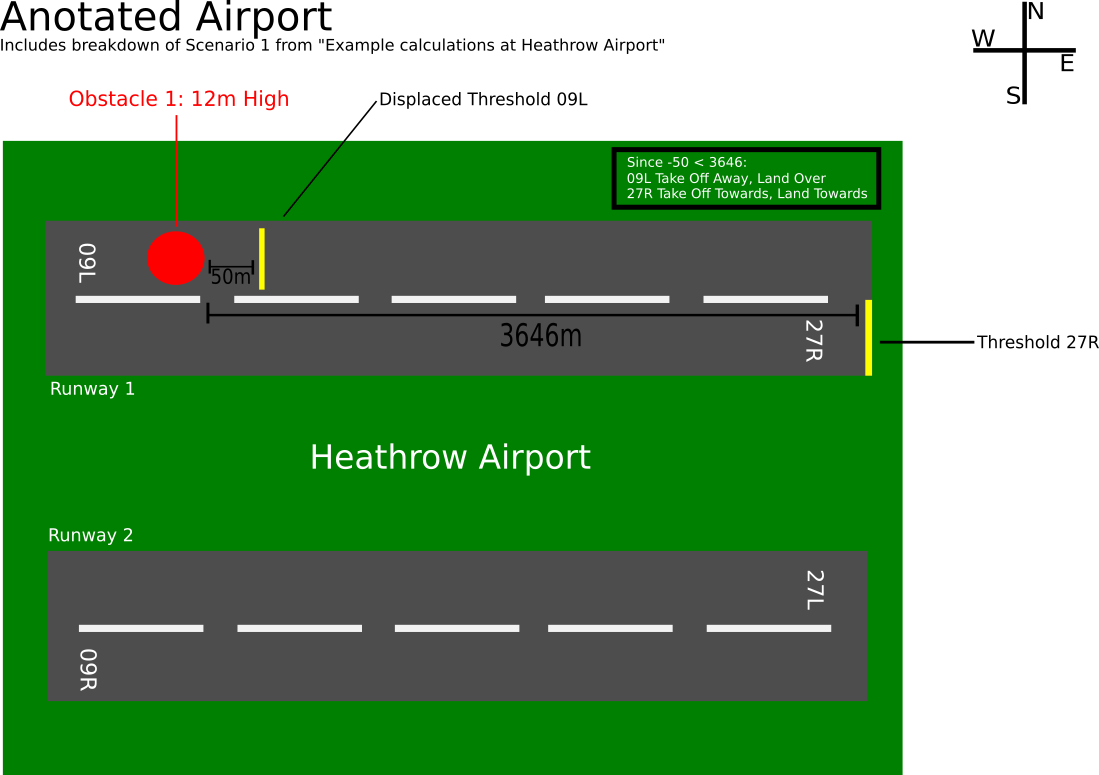 Anotated Airport
Includes breakdown of Scenario 1 from "Example calculations at Heathrow Airport"
N
W
E
S
Obstacle 1: 12m High
Displaced Threshold 09L
Since -50 < 3646:
09L Take Off Away, Land Over
27R Take Off Towards, Land Towards
09L
50m
3646m
27R
Threshold 27R
Runway 1
Heathrow Airport
Runway 2
27L
09R